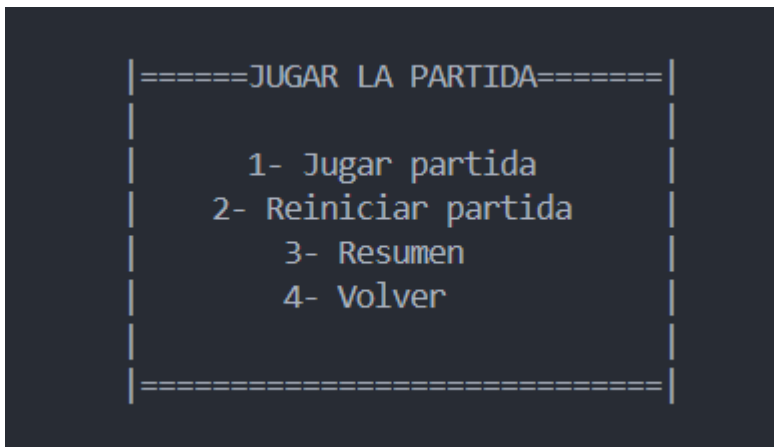 |======JUGAR LA PARTIDA=======|
|                             |
|      1- Jugar partida       |
|    2- Reiniciar partida     |
|        3- Resumen           |
|        4- Volver            |
|                             |
|=============================|